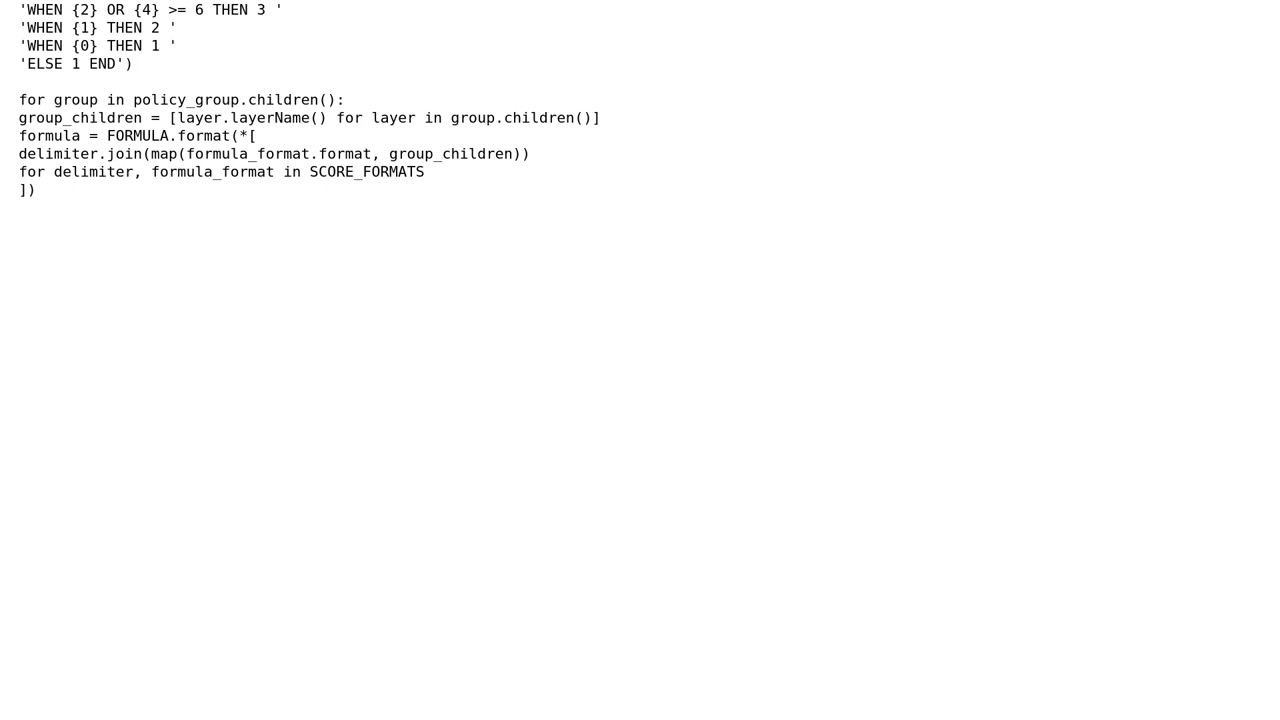 'WHEN {2} OR {4} >= 6 THEN 3 '
'WHEN {1} THEN 2 '
'WHEN {0} THEN 1 '
'ELSE 1 END')

for group in policy_group.children():
group_children = [layer.layerName() for layer in group.children()]
formula = FORMULA.format(*[
delimiter.join(map(formula_format.format, group_children))
for delimiter, formula_format in SCORE_FORMATS
])